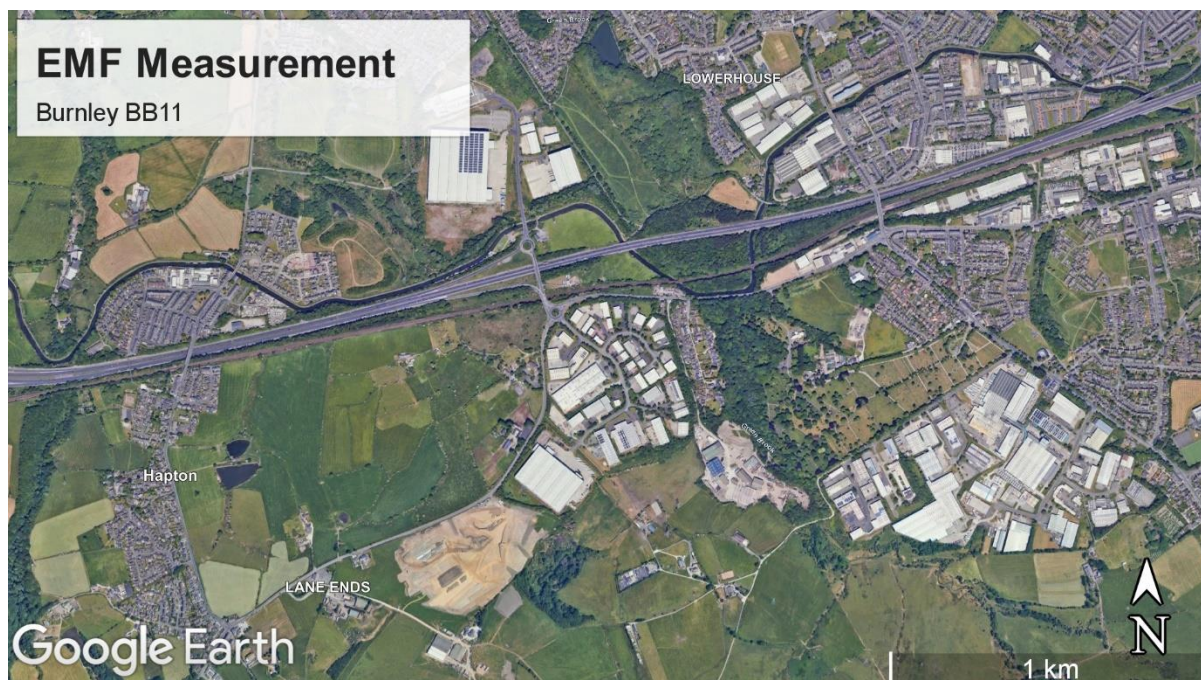 EMF Measurement
Burnley BB11
LOWERHOUSE
Hapton
LANE ENDS
Google Earth
N
1 km